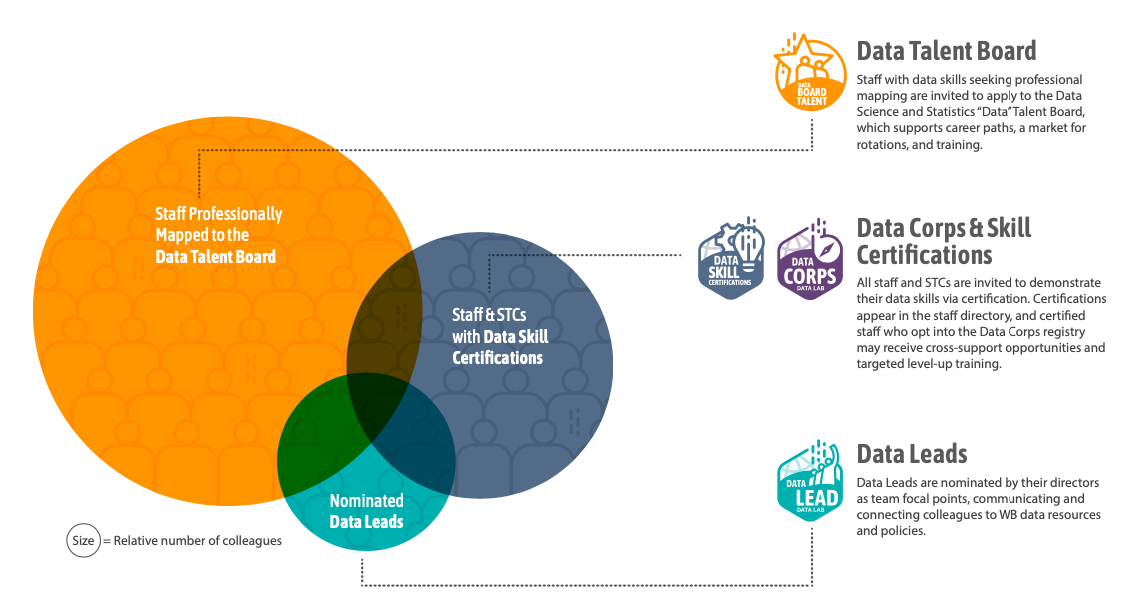 DATA
BOARD
TALENT
Data Talent Board
Staff with data skills seeking professional
mapping are invited to apply to the Data
Science and Statistics “Data” Talent Board,
which supports career paths, a market for
rotations, and training.
Staff Professionally
Mapped to the
Data Talent Board
DATA
SKILL
CERTIFICATIONS
DATA
CORPS
DATA LAB
Data Corps & Skill
Certifications
All staff and STCs are invited to demonstrate
their data skills via certification. Certifications
appear in the staff directory, and certified
staff who opt into the Data Corps registry
may receive cross-support opportunities and
targeted level-up training.
Staff & STCs
with Data Skill
Certifications
DATA
LEAD
DATA LAB
Data Leads
Data Leads are nominated by their directors
as team focal points, communicating and
connecting colleagues to WB data resources
and policies.
Nominated
Data Leads
Size = Relative number of colleagues